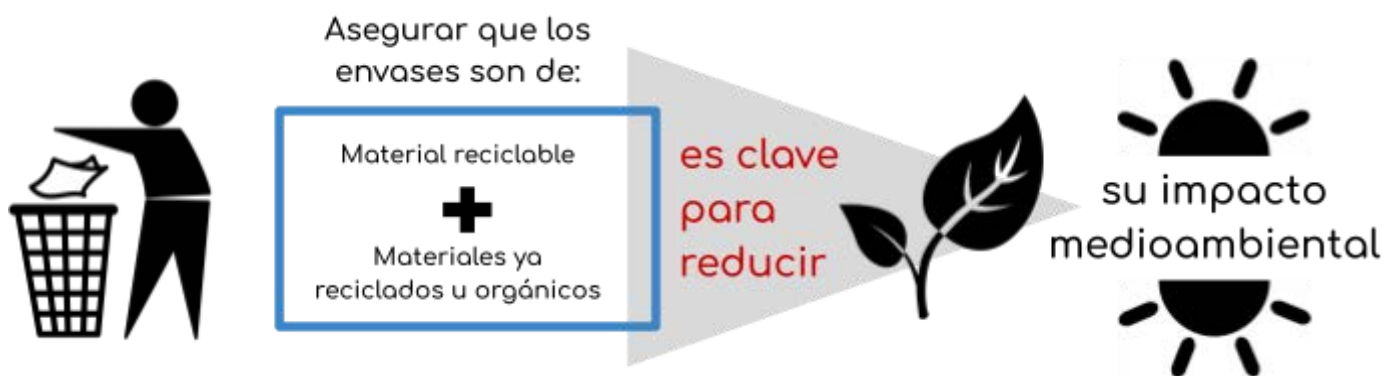 Asegurar que los
envases son de:
Material reciclable
+
Materiales ya
reciclados u orgánicos
es clave
para
reducir
su impacto
medioambiental